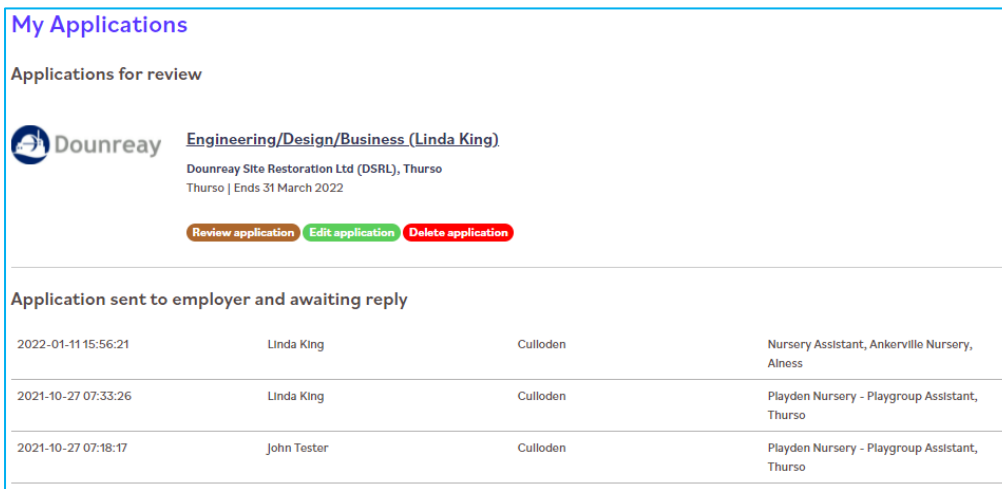 My Applications
Applications for review
Dounreay
Engineering/Design/Business (Linda King)
Dounreay Site Restoration Ltd (DSRL), Thurso
Thurso | Ends 31 March 2022
Review application Edit application Delete application
Application sent to employer and awaiting reply
2022-01-11 15:56:21 Linda King Culloden Nursery Assistant, Ankerville Nursery,
Alness
2021-10-27 07:33:26 Linda King Culloden Playden Nursery - Playgroup Assistant,
Thurso
2021-10-27 07:18:17 John Tester Culloden Playden Nursery - Playgroup Assistant,
Thurso